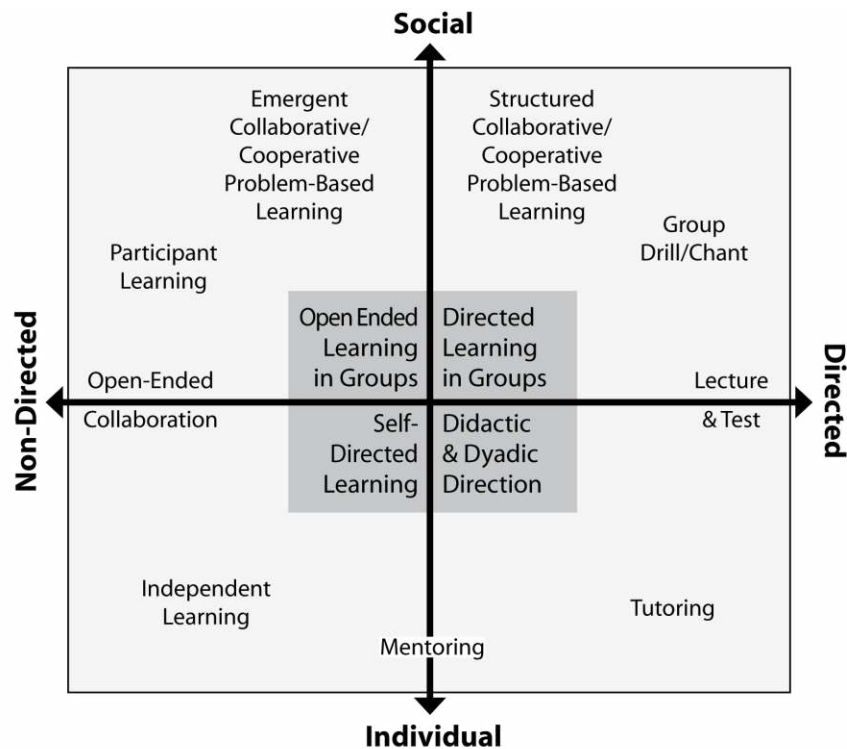 Social
Emergent
Collaborative/
Cooperative
Problem-Based
Learning
Structured
Collaborative/
Cooperative
Problem-Based
Learning
Participant
Learning
Group
Drill/Chant
Open Ended
Learning
in Groups
Directed
Learning
in Groups
Non-Directed
Open-Ended
Collaboration
Lecture
& Test
Directed
Self-
Directed
Learning
Didactic
& Dyadic
Direction
Independent
Learning
Tutoring
Mentoring
Individual